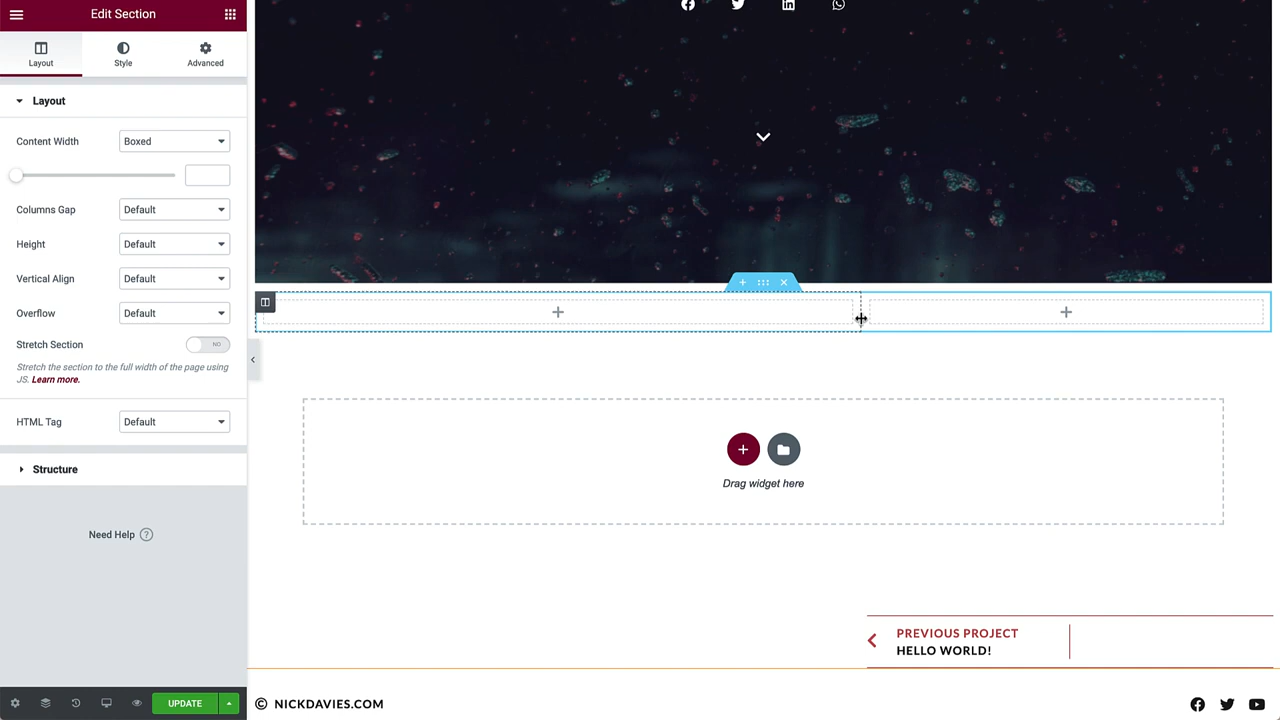 Edit Section
Layout
Style
Advanced
Layout
Content Width
Boxed
Columns Gap
Default
Height
Default
Vertical Align
Default
Overflow
Default
Stretch Section
NO
Stretch the section to the full width of the page using
JS. Learn more.
HTML Tag
Default
Structure
Need Help ?
UPDATE
Drag widget here
PREVIOUS PROJECT
HELLO WORLD!
© NICKDAVIES.COM